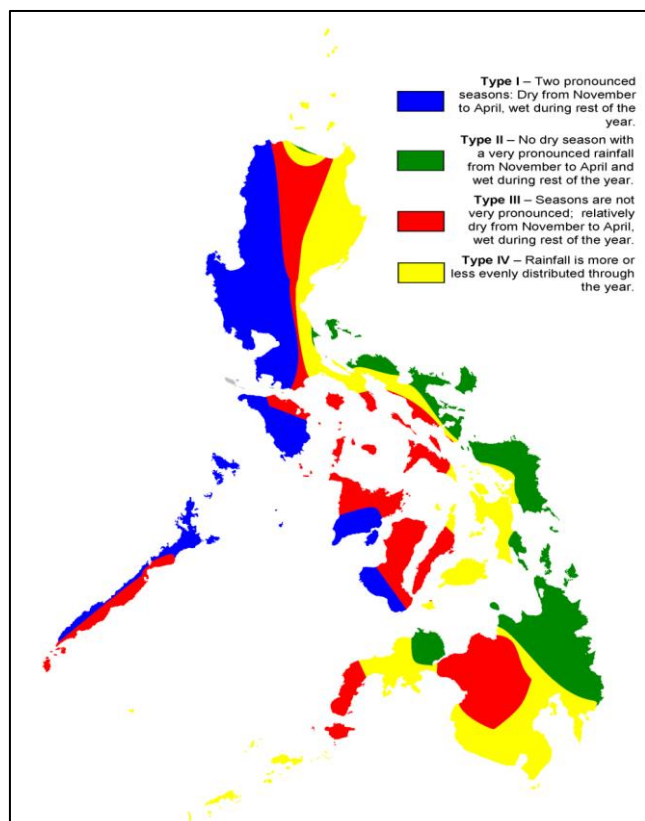 Type I – Two pronounced
seasons: Dry from November
to April, wet during rest of the
year.
Type II – No dry season with
a very pronounced rainfall
from November to April and
wet during rest of the year.
Type III – Seasons are not
very pronounced; relatively
dry from November to April,
wet during rest of the year.
Type IV – Rainfall is more or
less evenly distributed through
the year.